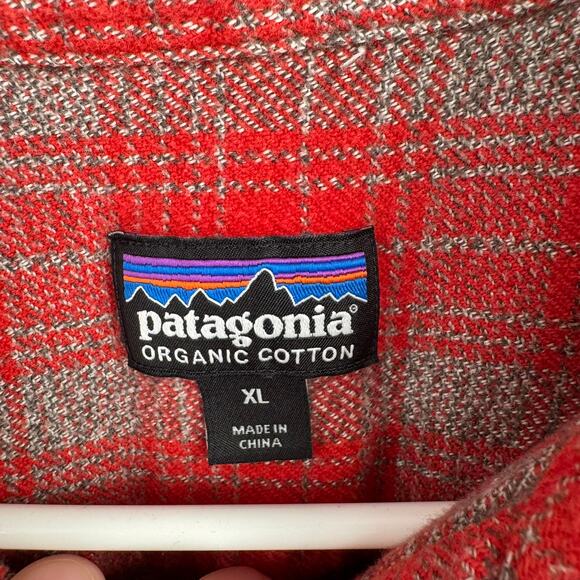 patagonia®
ORGANIC COTTON
XL
MADE IN
CHINA